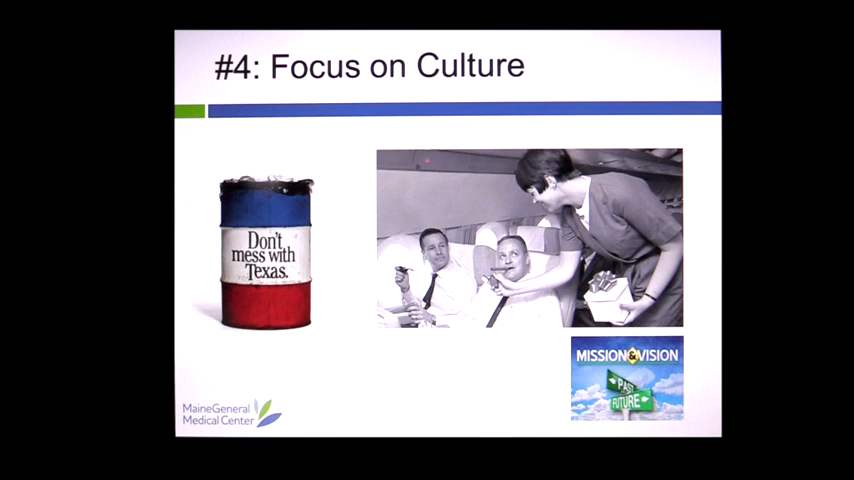 #4: Focus on Culture
Don't
mess with
Texas.
MISSION & VISION
PAST
FUTURE
MaineGeneral
Medical Center